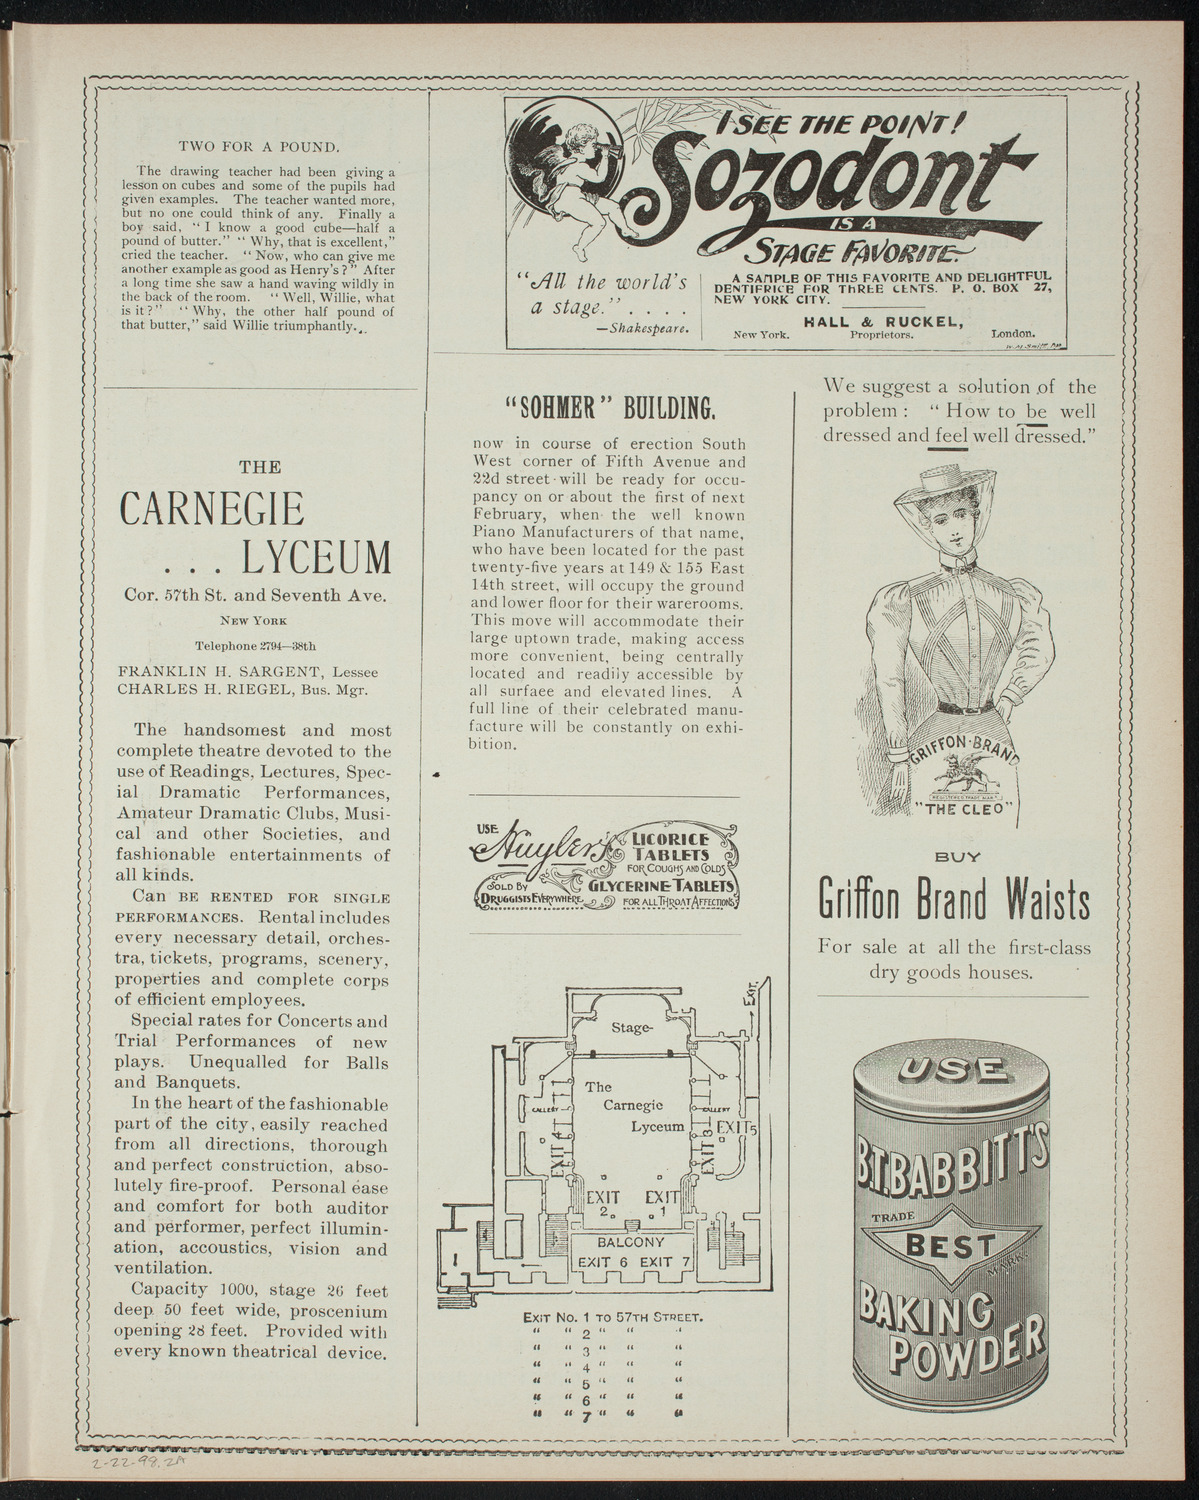 TWO FOR A POUND.
The drawing teacher had been giving a
lesson on cubes and some of the pupils had
given examples. The teacher wanted more,
but no one could think of any. Finally a
boy said, "I know a good cube—half a
pound of butter." "Why, that is excellent,"
cried the teacher. "Now, who can give me
another example as good as Henry's?" After
a long time she saw a hand waving wildly in
the back of the room. "Well, Willie, what
is it?" "Why, the other half pound of
that butter," said Willie triumphantly.
THE
CARNEGIE
... LYCEUM
Cor. 57th St. and Seventh Ave.
NEW YORK
Telephone 2794—38th
FRANKLIN H. SARGENT, Lessee
CHARLES H. RIEGEL, Bus. Mgr.
The handsomest and most
complete theatre devoted to the
use of Readings, Lectures, Spec-
ial Dramatic Performances,
Amateur Dramatic Clubs, Musi-
cal and other Societies, and
fashionable entertainments of
all kinds.
Can BE RENTED FOR SINGLE
PERFORMANCES. Rental includes
every necessary detail, orches-
tra, tickets, programs, scenery,
properties and complete corps
of efficient employees.
Special rates for Concerts and
Trial Performances of new
plays. Unequalled for Balls
and Banquets.
In the heart of the fashionable
part of the city, easily reached
from all directions, thorough
and perfect construction, abso-
lutely fire-proof. Personal ease
and comfort for both auditor
and performer, perfect illumin-
ation, accoustics, vision and
ventilation.
Capacity 1000, stage 26 feet
deep 50 feet wide, proscenium
opening 28 feet. Provided with
every known theatrical device.
I SEE THE POINT!
Sozodont
IS A
STAGE FAVORITE.
"All the world's
a stage." . . . .
—Shakespeare.
A SAMPLE OF THIS FAVORITE AND DELIGHTFUL
DENTIFRICE FOR THREE CENTS. P. O. BOX 27,
NEW YORK CITY.
HALL & RUCKEL,
New York. Proprietors. London.
"SOHMER" BUILDING.
now in course of erection South
West corner of Fifth Avenue and
22d street will be ready for occu-
pancy on or about the first of next
February, when the well known
Piano Manufacturers of that name,
who have been located for the past
twenty-five years at 149 & 155 East
14th street, will occupy the ground
and lower floor for their warerooms.
This move will accommodate their
large uptown trade, making access
more convenient, being centrally
located and readily accessible by
all surfaee and elevated lines. A
full line of their celebrated manu-
facture will be constantly on exhi-
bition.
USE Huyler's LICORICE
TABLETS
FOR COUGHS AND COLDS
SOLD BY
DRUGGISTS EVERYWHERE.
GLYCERINE TABLETS
FOR ALL THROAT AFFECTIONS
EXIT.
Stage-
The
Carnegie
Lyceum
GALLERY
GALLERY
EXIT 4
EXIT 3
EXIT 5
EXIT
2
EXIT
1
BALCONY
EXIT 6 EXIT 7
EXIT NO. 1 TO 57TH STREET.
" " 2 " " "
" " 3 " " "
" " 4 " " "
" " 5 " " "
" " 6 " " "
" " 7 " " "
We suggest a solution of the
problem: "How to be well
dressed and feel well dressed."
GRIFFON-BRAND
REGISTERED TRADE MARK
"THE CLEO"
BUY
Griffon Brand Waists
For sale at all the first-class
dry goods houses.
USE
B.T. BABBITT'S
TRADE
BEST
MARK.
BAKING
POWDER
2-22-98.2A